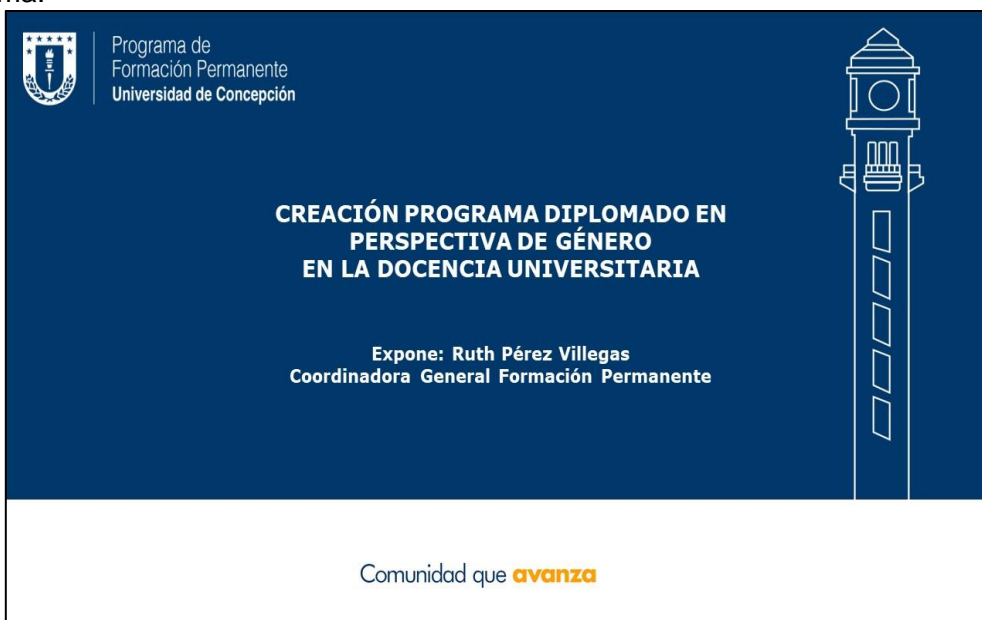 Programa de
Formación Permanente
Universidad de Concepción
CREACIÓN PROGRAMA DIPLOMADO EN
PERSPECTIVA DE GÉNERO
EN LA DOCENCIA UNIVERSITARIA
Expone: Ruth Pérez Villegas
Coordinadora General Formación Permanente
Comunidad que avanza